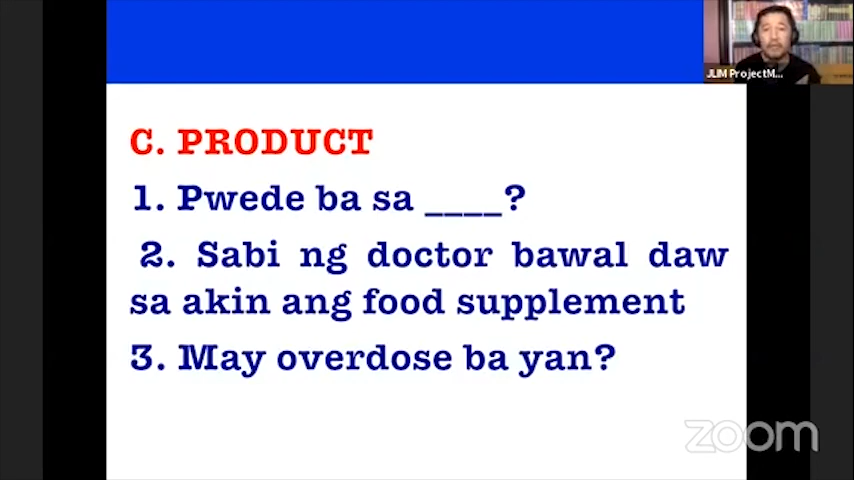 JLIM ProjectM...
C. PRODUCT
1. Pwede ba sa ____?
2. Sabi ng doctor bawal daw
sa akin ang food supplement
3. May overdose ba yan?
zoom